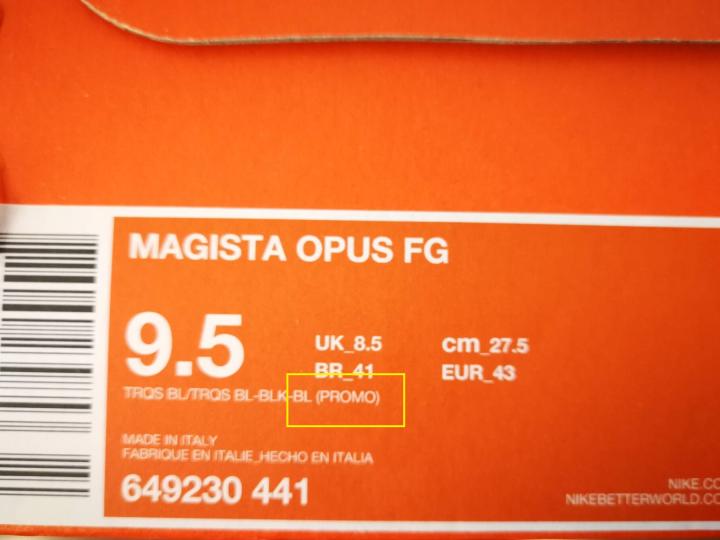 MAGISTA OPUS FG
9.5
UK_8.5 cm_27.5
BR_41 EUR_43
TRQS BL/TRQS BL-BLK-BL (PROMO)
MADE IN ITALY
FABRIQUE EN ITALIE_HECHO EN ITALIA
649230 441
NIKE.CO
NIKEBETTERWORLD.CO